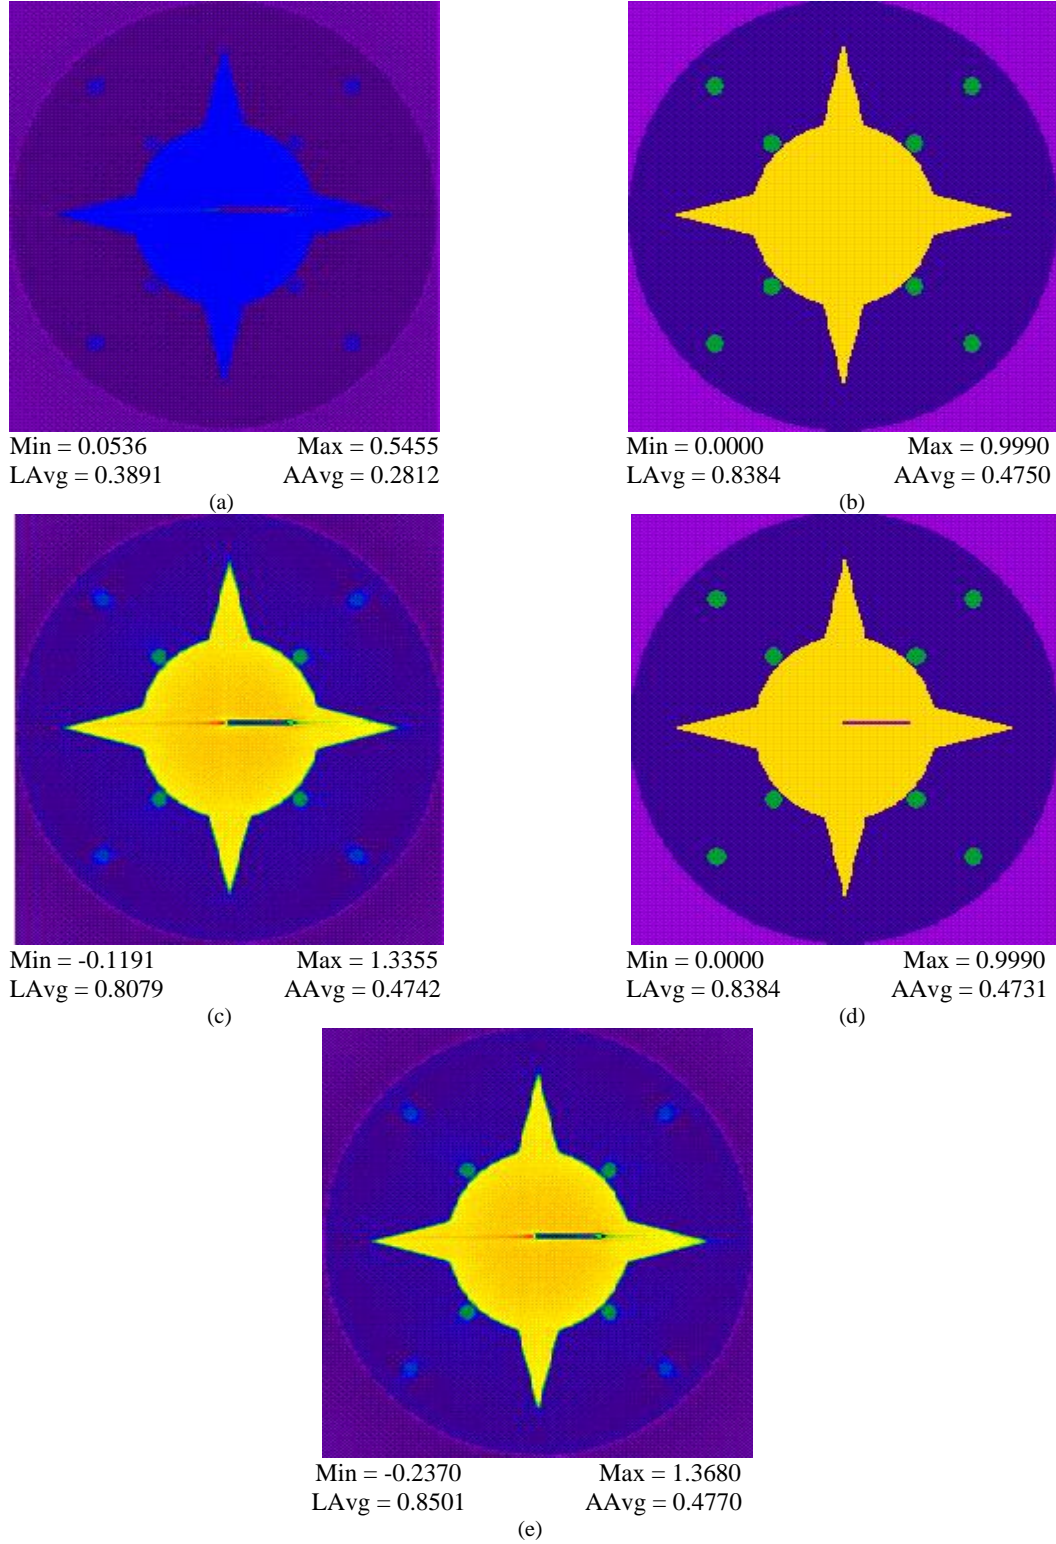 Min = 0.0536 Max = 0.5455
LAvg = 0.3891 AAvg = 0.2812
(a)
Min = 0.0000 Max = 0.9990
LAvg = 0.8384 AAvg = 0.4750
(b)
Min = -0.1191 Max = 1.3355
LAvg = 0.8079 AAvg = 0.4742
(c)
Min = 0.0000 Max = 0.9990
LAvg = 0.8384 AAvg = 0.4731
(d)
Min = -0.2370 Max = 1.3680
LAvg = 0.8501 AAvg = 0.4770
(e)